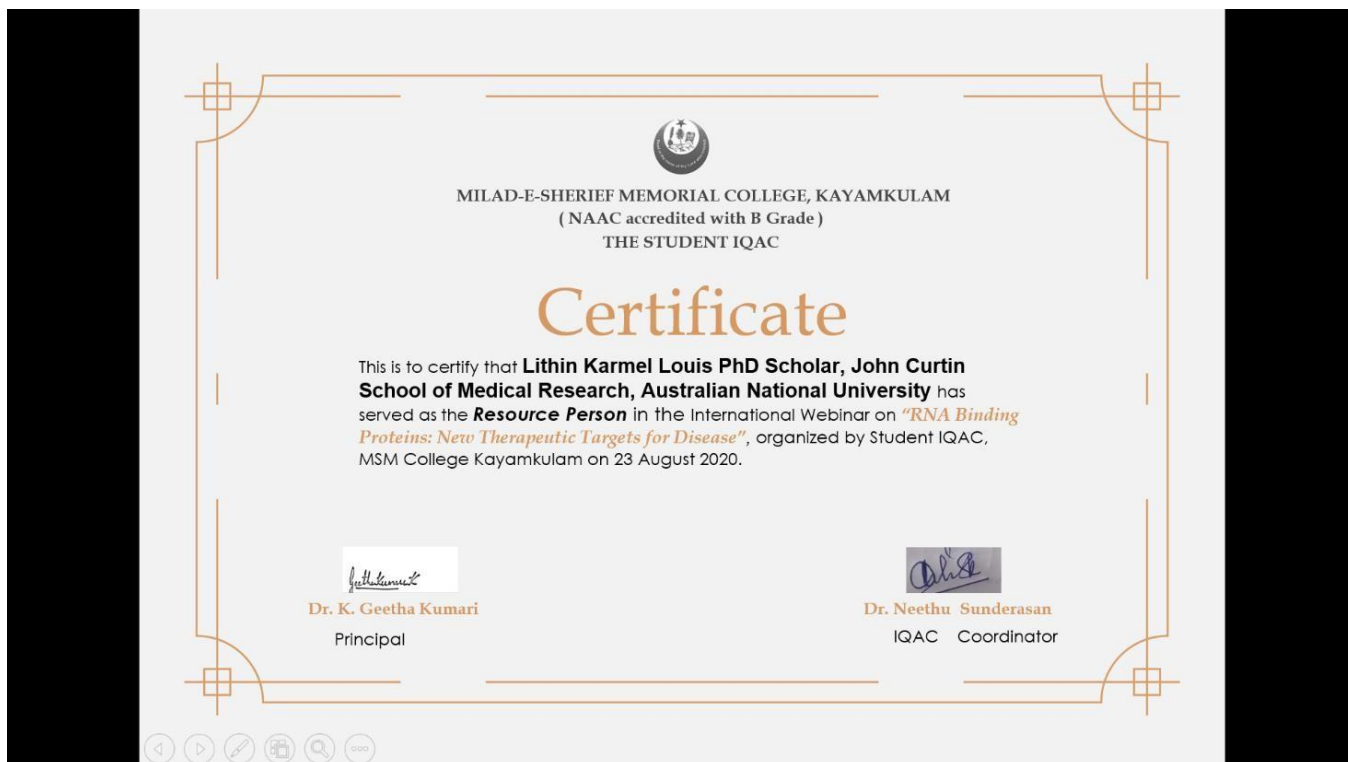 MILAD-E-SHERIEF MEMORIAL COLLEGE, KAYAMKULAM
( NAAC accredited with B Grade )
THE STUDENT IQAC
Certificate
This is to certify that Lithin Karmel Louis PhD Scholar, John Curtin
School of Medical Research, Australian National University has
served as the Resource Person in the International Webinar on “RNA Binding
Proteins: New Therapeutic Targets for Disease”, organized by Student IQAC,
MSM College Kayamkulam on 23 August 2020.
Geethakumari
Dr. K. Geetha Kumari
Principal
Dr. Neethu Sunderasan
IQAC Coordinator